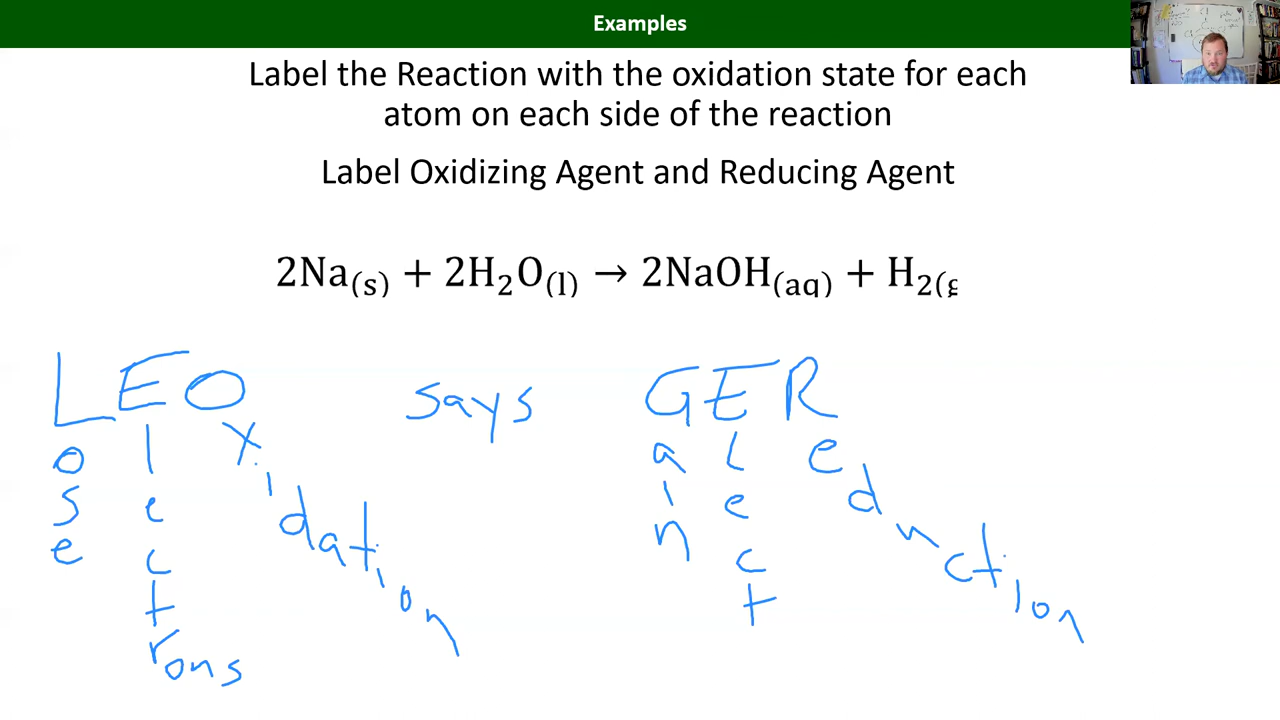 Examples
Label the Reaction with the oxidation state for each
atom on each side of the reaction
Label Oxidizing Agent and Reducing Agent
2Na(s) + 2H₂O(l) → 2NaOH(aq) + H₂(g
LEO says GER
Lose Electrons Oxidation
Gain Elect Reduction